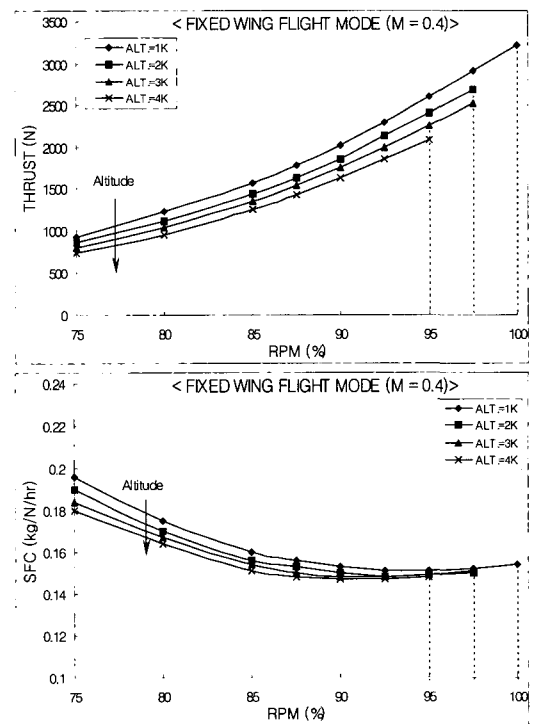 < FIXED WING FLIGHT MODE (M = 0.4)>
3500
3000
2500
2000
1500
1000
500
0
THRUST (N)
ALT.=1K
ALT.=2K
ALT.=3K
ALT.=4K
Altitude
75 80 85 90 95 100
RPM (%)
< FIXED WING FLIGHT MODE (M = 0.4)>
0.24
0.22
0.2
0.18
0.16
0.14
0.12
0.1
SFC (kg/N/hr)
ALT.=1K
ALT.=2K
ALT.=3K
ALT.=4K
Altitude
75 80 85 90 95 100
RPM (%)